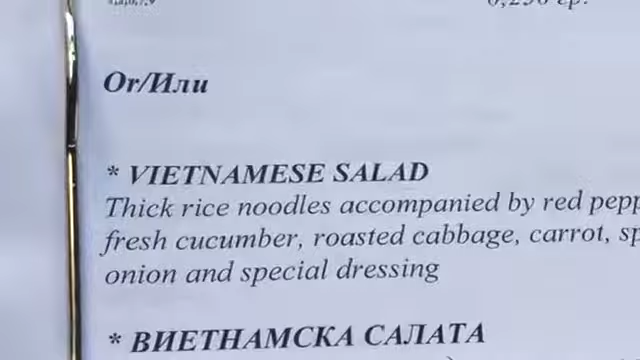 Or/Или
* VIETNAMESE SALAD
Thick rice noodles accompanied by red
fresh cucumber, roasted cabbage, carrot,
onion and special dressing
* ВИЕТНАМСКА САЛАТА